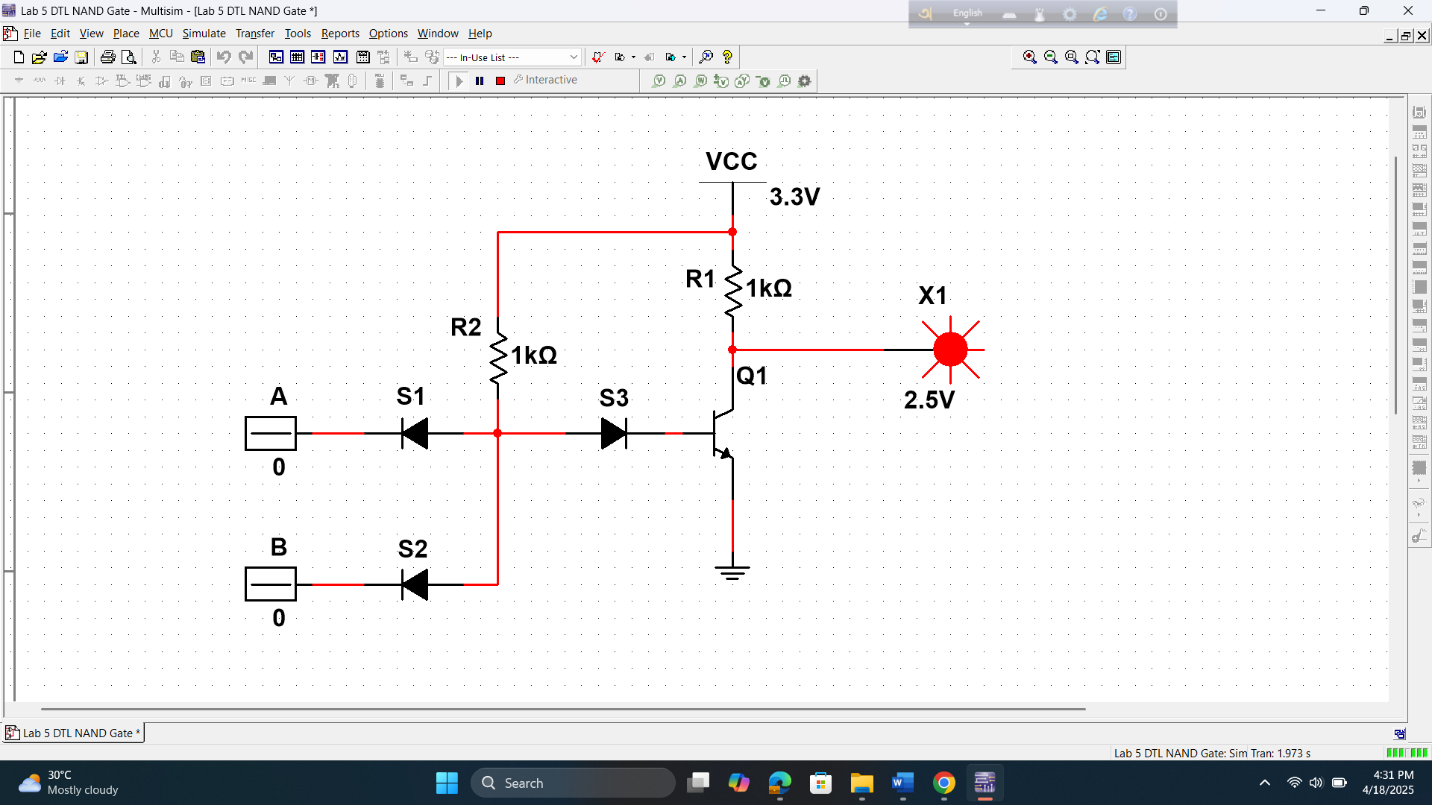 Lab 5 DTL NAND Gate - Multisim - [Lab 5 DTL NAND Gate *]
English
File Edit View Place MCU Simulate Transfer Tools Reports Options Window Help
--- In-Use List ---
Interactive
VCC
3.3V
R1
1kΩ
X1
R2
1kΩ
Q1
2.5V
A
S1
S3
0
B
S2
0
Lab 5 DTL NAND Gate *
Lab 5 DTL NAND Gate: Sim Tran: 1.973 s
30°C
Mostly cloudy
Search
4:31 PM
4/18/2025